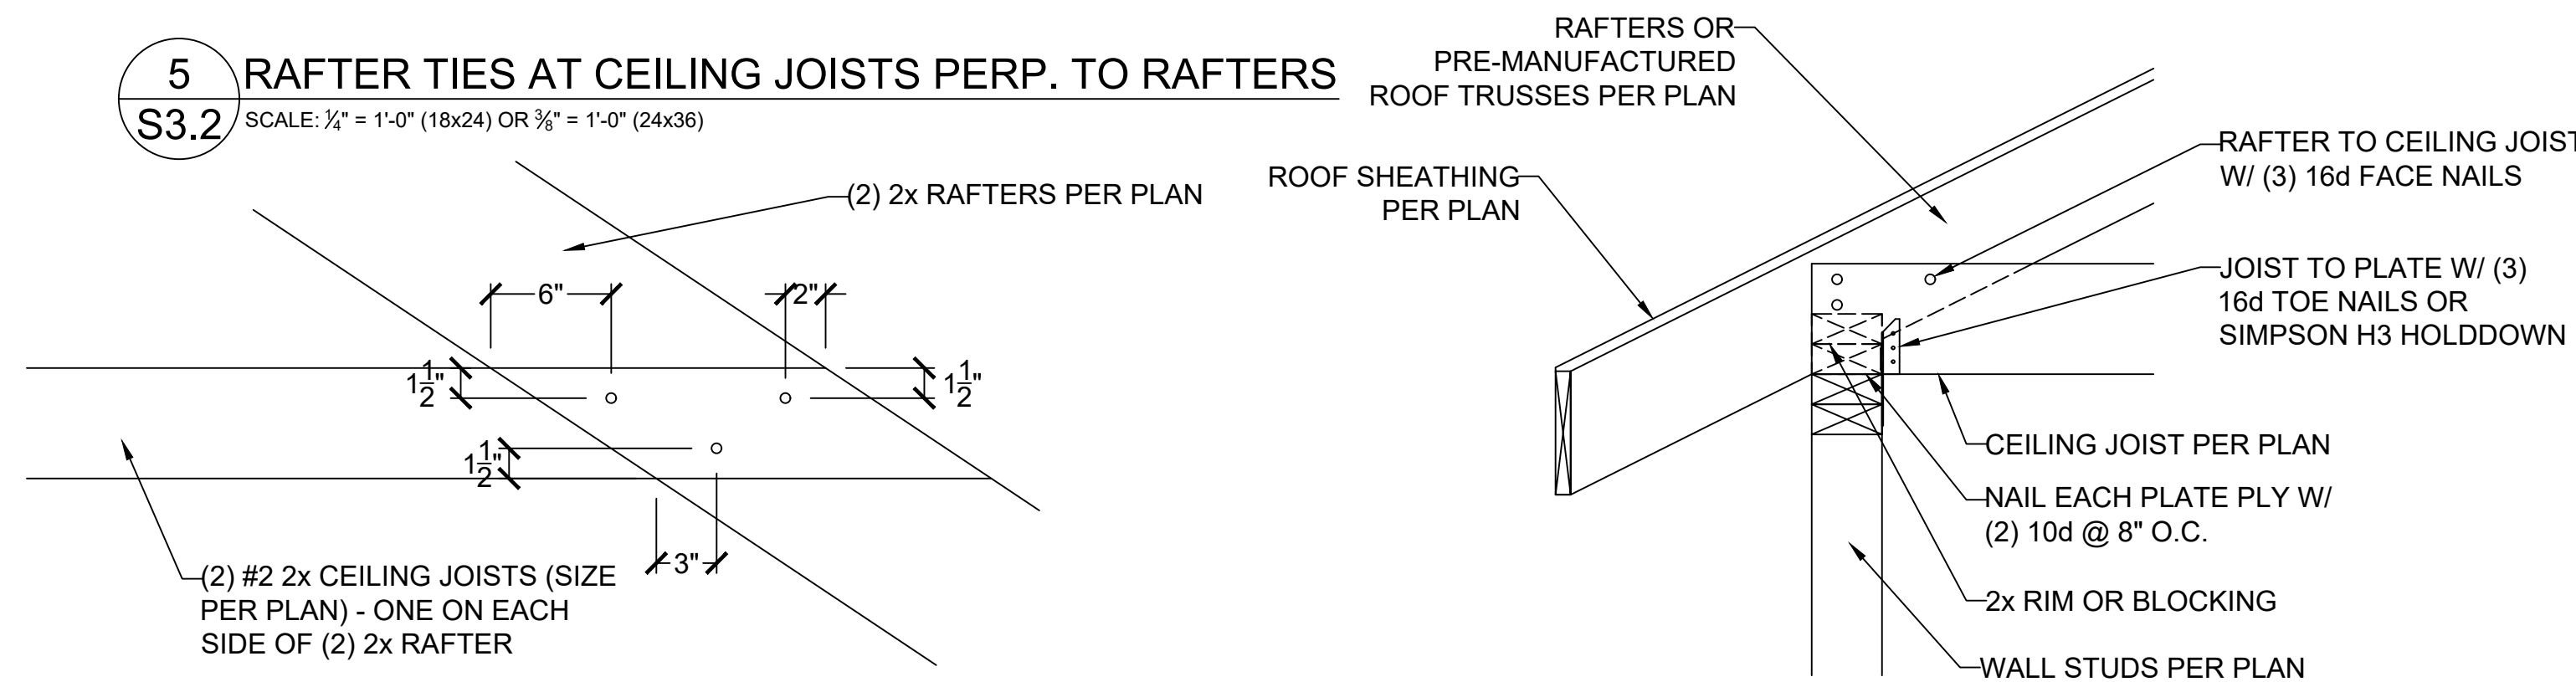 5
S3.2
RAFTER TIES AT CEILING JOISTS PERP. TO RAFTERS
SCALE: ¼" = 1'-0" (18x24) OR ⅜" = 1'-0" (24x36)
(2) 2x RAFTERS PER PLAN
6"
2"
1½"
1½"
1½"
3"
(2) #2 2x CEILING JOISTS (SIZE
PER PLAN) - ONE ON EACH
SIDE OF (2) 2x RAFTER
RAFTERS OR
PRE-MANUFACTURED
ROOF TRUSSES PER PLAN
ROOF SHEATHING
PER PLAN
RAFTER TO CEILING JOIST
W/ (3) 16d FACE NAILS
JOIST TO PLATE W/ (3)
16d TOE NAILS OR
SIMPSON H3 HOLDDOWN
CEILING JOIST PER PLAN
NAIL EACH PLATE PLY W/
(2) 10d @ 8" O.C.
2x RIM OR BLOCKING
WALL STUDS PER PLAN